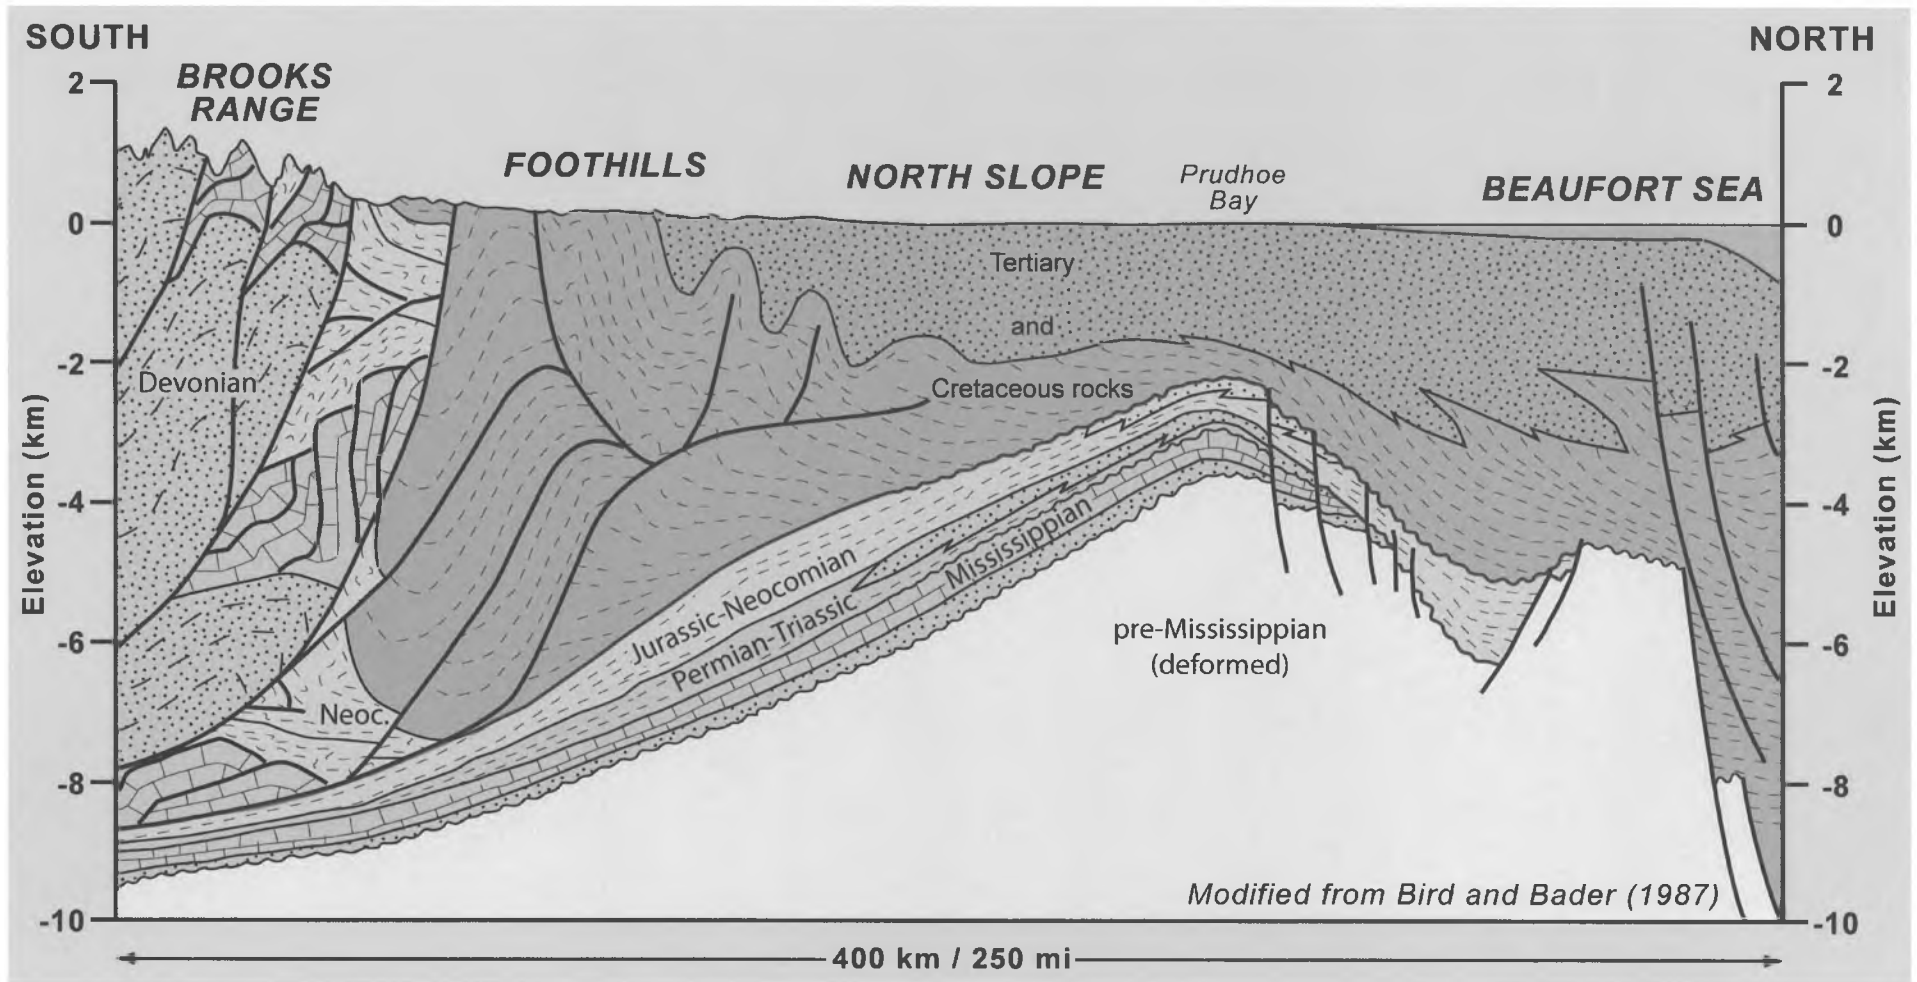 SOUTH
NORTH
BROOKS
RANGE
FOOTHILLS
NORTH SLOPE
Prudhoe
Bay
BEAUFORT SEA
2
0
-2
-4
-6
-8
-10
Elevation (km)
2
0
-2
-4
-6
-8
-10
Elevation (km)
Tertiary
and
Cretaceous rocks
Devonian
Jurassic-Neocomian
Permian-Triassic
Mississippian
pre-Mississippian
(deformed)
Neoc.
Modified from Bird and Bader (1987)
400 km / 250 mi